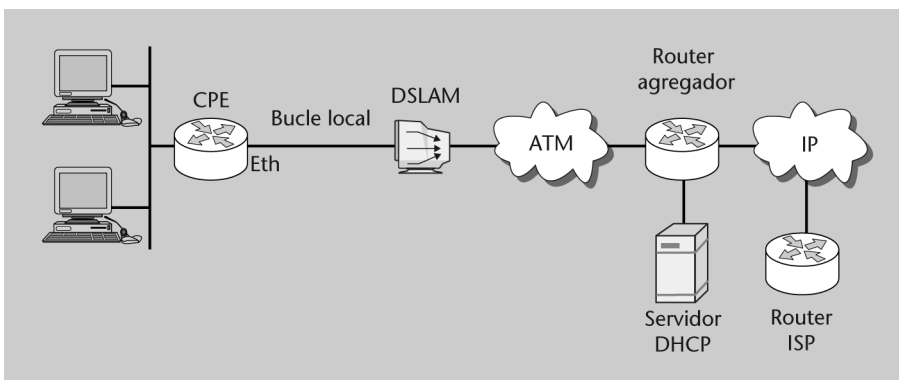 CPE
Eth
Bucle local
DSLAM
ATM
Router
agregador
IP
Servidor
DHCP
Router
ISP